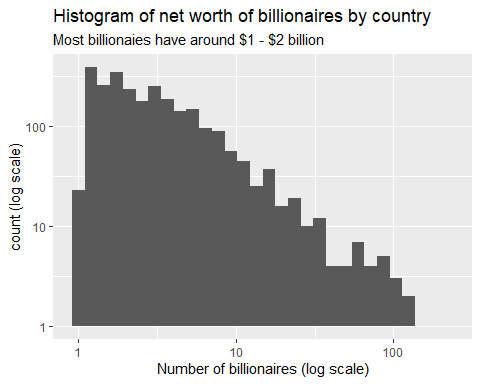 Histogram of net worth of billionaires by country
Most billionaies have around $1 - $2 billion
count (log scale)
100
10
1
1
10
100
Number of billionaires (log scale)